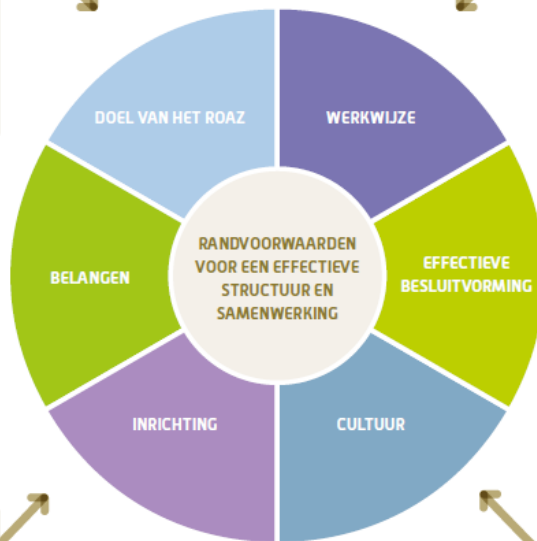 DOEL VAN HET ROAZ
WERKWIJZE
EFFECTIEVE
BESLUITVORMING
CULTUUR
INRICHTING
BELANGEN
RANDVOORWAARDEN
VOOR EEN EFFECTIEVE
STRUCTUUR EN
SAMENWERKING